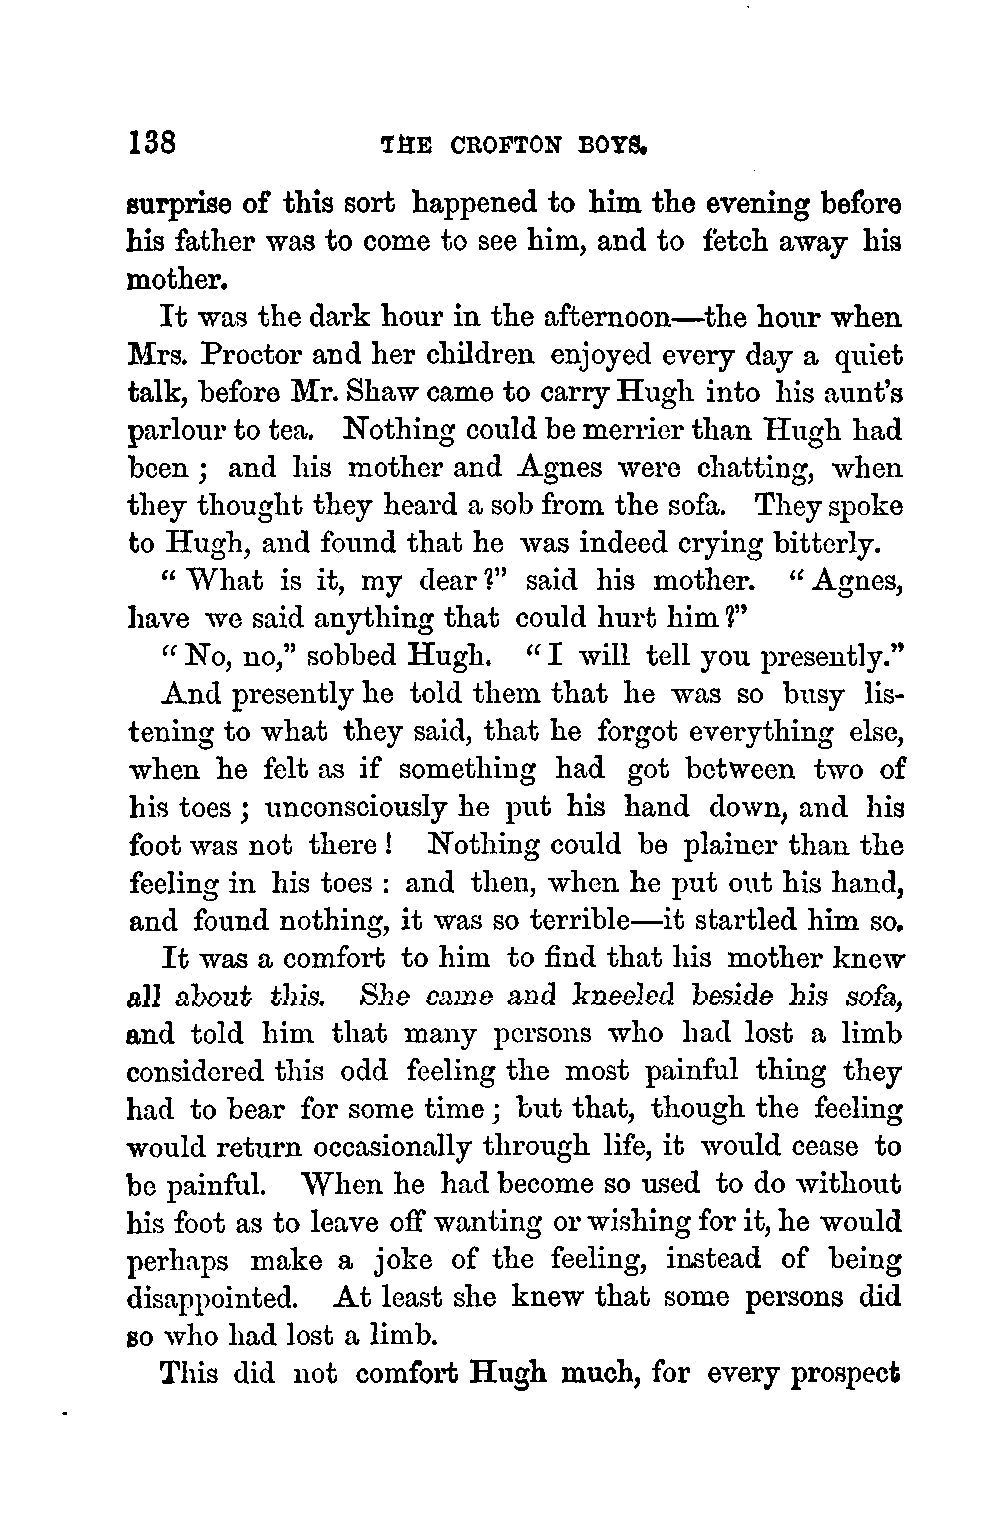 138 THE CROFTON BOYS.
surprise of this sort happened to him the evening before
his father was to come to see him, and to fetch away his
mother.
It was the dark hour in the afternoon—the hour when
Mrs. Proctor and her children enjoyed every day a quiet
talk, before Mr. Shaw came to carry Hugh into his aunt's
parlour to tea. Nothing could be merrier than Hugh had
been ; and his mother and Agnes were chatting, when
they thought they heard a sob from the sofa. They spoke
to Hugh, and found that he was indeed crying bitterly.
“ What is it, my dear ?” said his mother. “ Agnes,
have we said anything that could hurt him ?”
“ No, no,” sobbed Hugh. “ I will tell you presently.”
And presently he told them that he was so busy lis-
tening to what they said, that he forgot everything else,
when he felt as if something had got between two of
his toes ; unconsciously he put his hand down, and his
foot was not there ! Nothing could be plainer than the
feeling in his toes : and then, when he put out his hand,
and found nothing, it was so terrible—it startled him so.
It was a comfort to him to find that his mother knew
all about this. She came and kneeled beside his sofa,
and told him that many persons who had lost a limb
considered this odd feeling the most painful thing they
had to bear for some time ; but that, though the feeling
would return occasionally through life, it would cease to
be painful. When he had become so used to do without
his foot as to leave off wanting or wishing for it, he would
perhaps make a joke of the feeling, instead of being
disappointed. At least she knew that some persons did
so who had lost a limb.
This did not comfort Hugh much, for every prospect